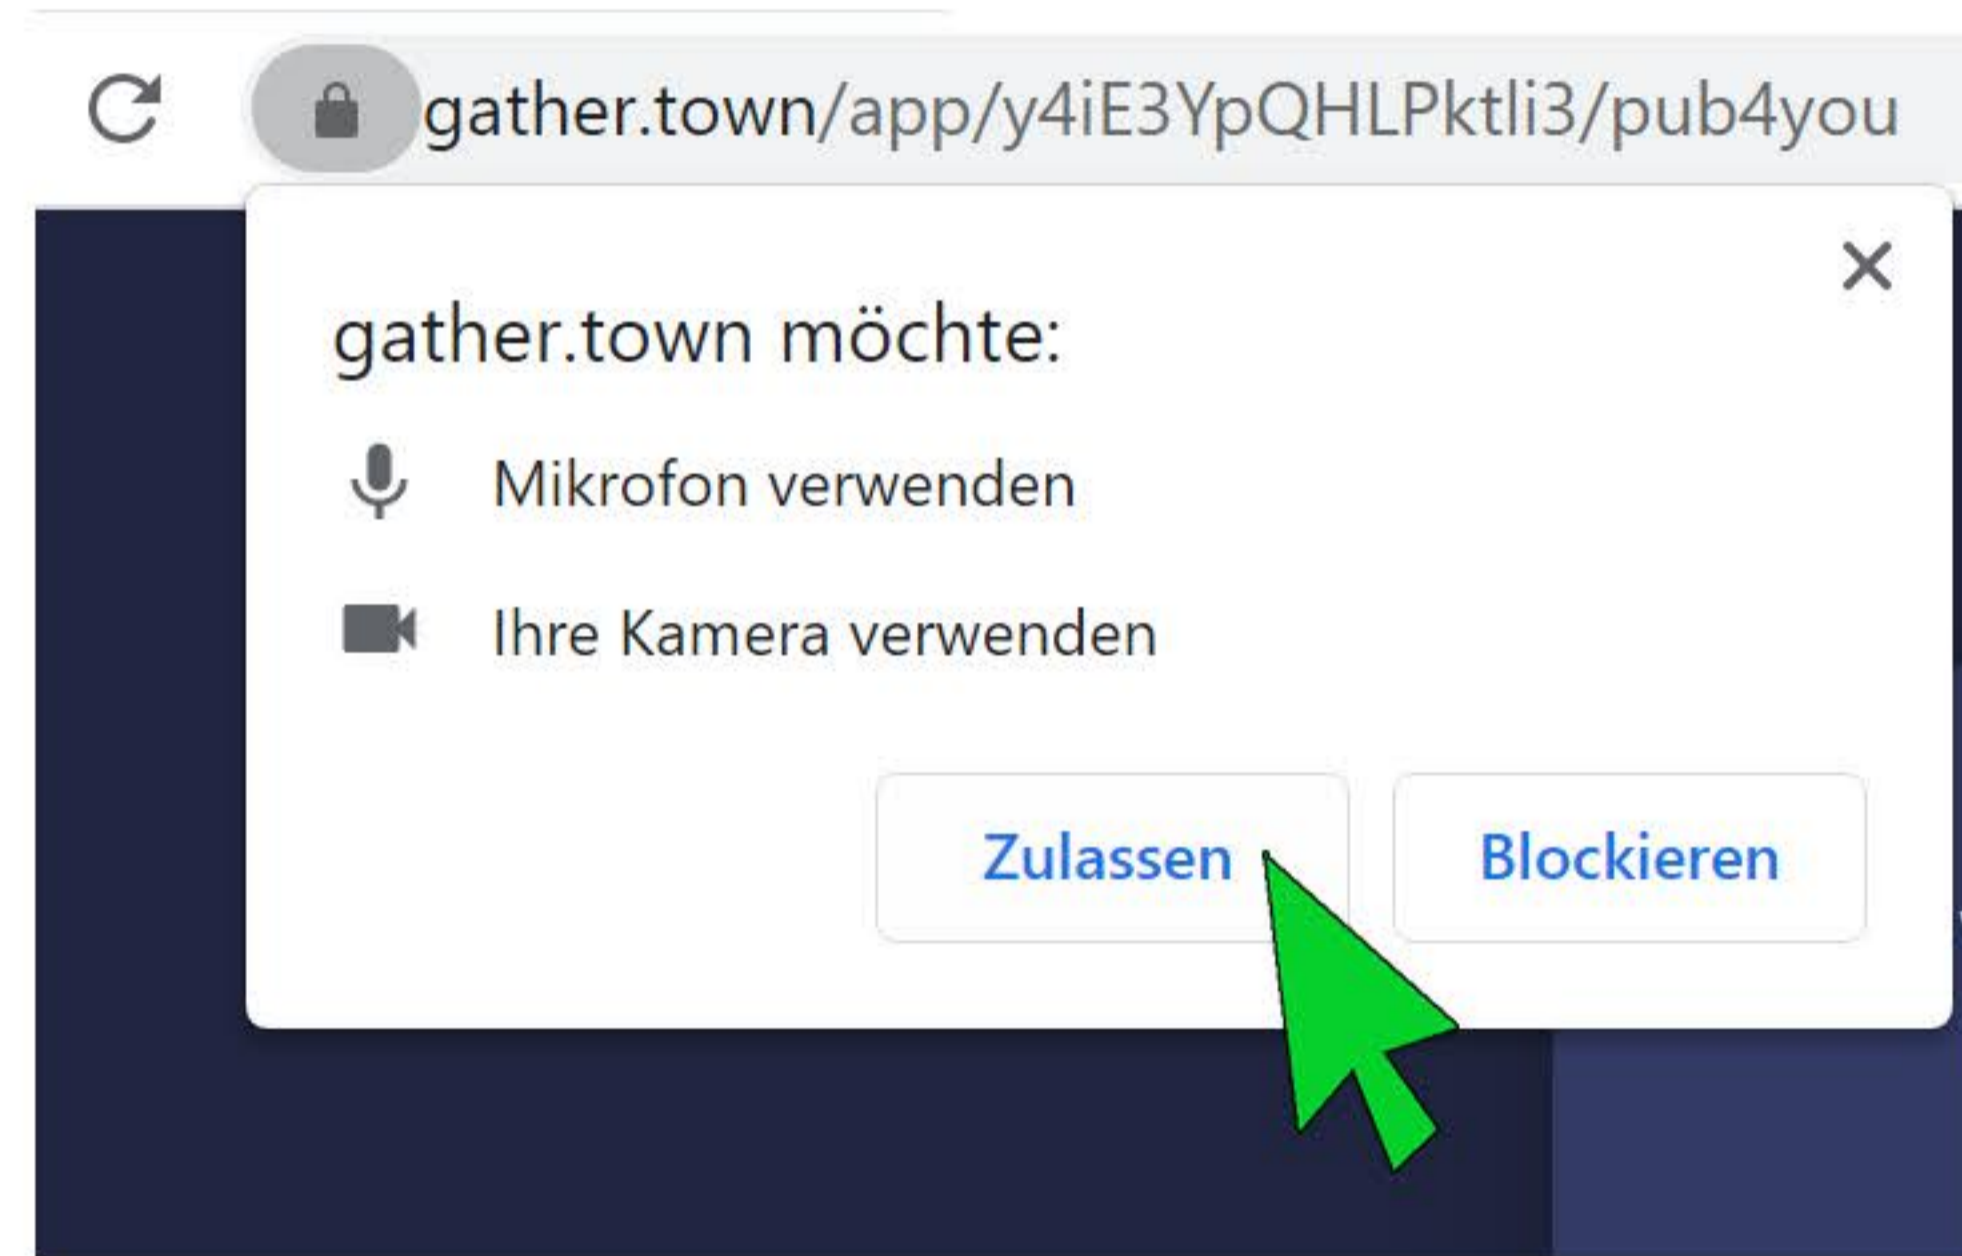 gather.town/app/y4iE3YpQHLPktli3/pub4you
gather.town möchte:
Mikrofon verwenden
Ihre Kamera verwenden
Zulassen
Blockieren